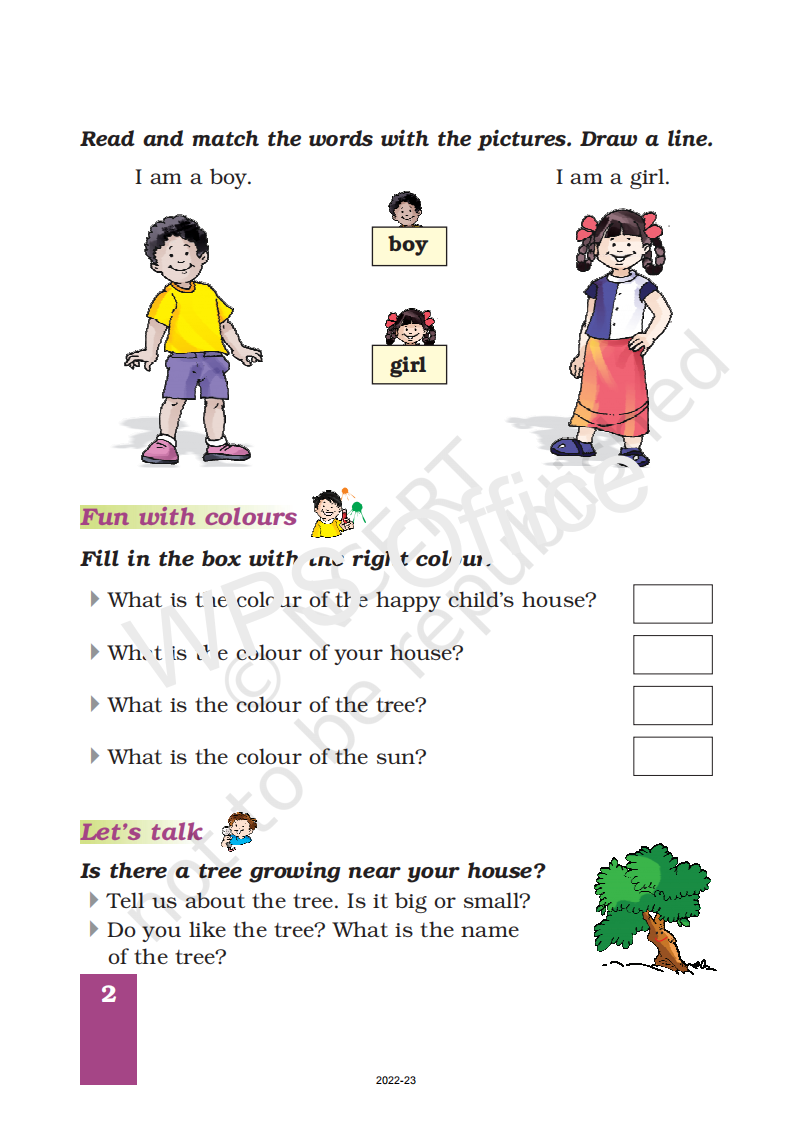 Read and match the words with the pictures. Draw a line.
I am a boy.
I am a girl.
boy
girl
Fun with colours
Fill in the box with the right colour.
What is the colour of the happy child's house?
What is the colour of your house?
What is the colour of the tree?
What is the colour of the sun?
Let's talk
Is there a tree growing near your house?
Tell us about the tree. Is it big or small?
Do you like the tree? What is the name
of the tree?
2
2022-23
WPS Office
© NCERT
not to be republished